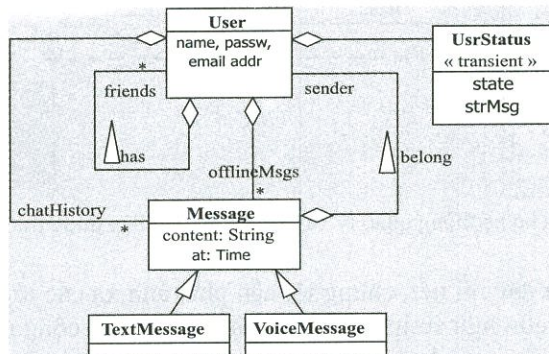 User
name, passw,
email addr
UsrStatus
« transient »
state
strMsg
*
friends
sender
has
belong
offlineMsgs
*
chatHistory
*
Message
content: String
at: Time
TextMessage
VoiceMessage